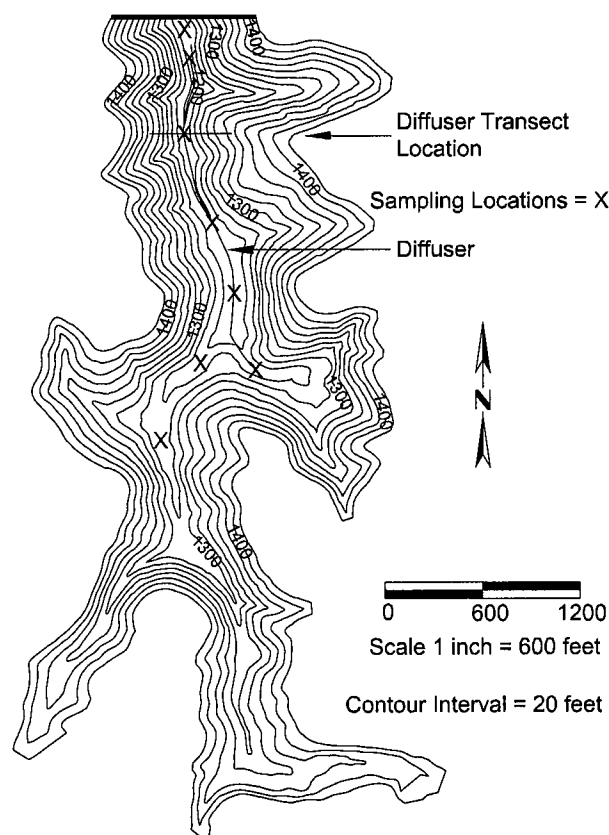 1400
1300
1300
1400
1200
Diffuser Transect
Location
1400
Sampling Locations = X
1300
Diffuser
1400
1300
1300
1400
N
1300
1400
0 600 1200
Scale 1 inch = 600 feet
Contour Interval = 20 feet
X
X
X
X
X
X
X
X